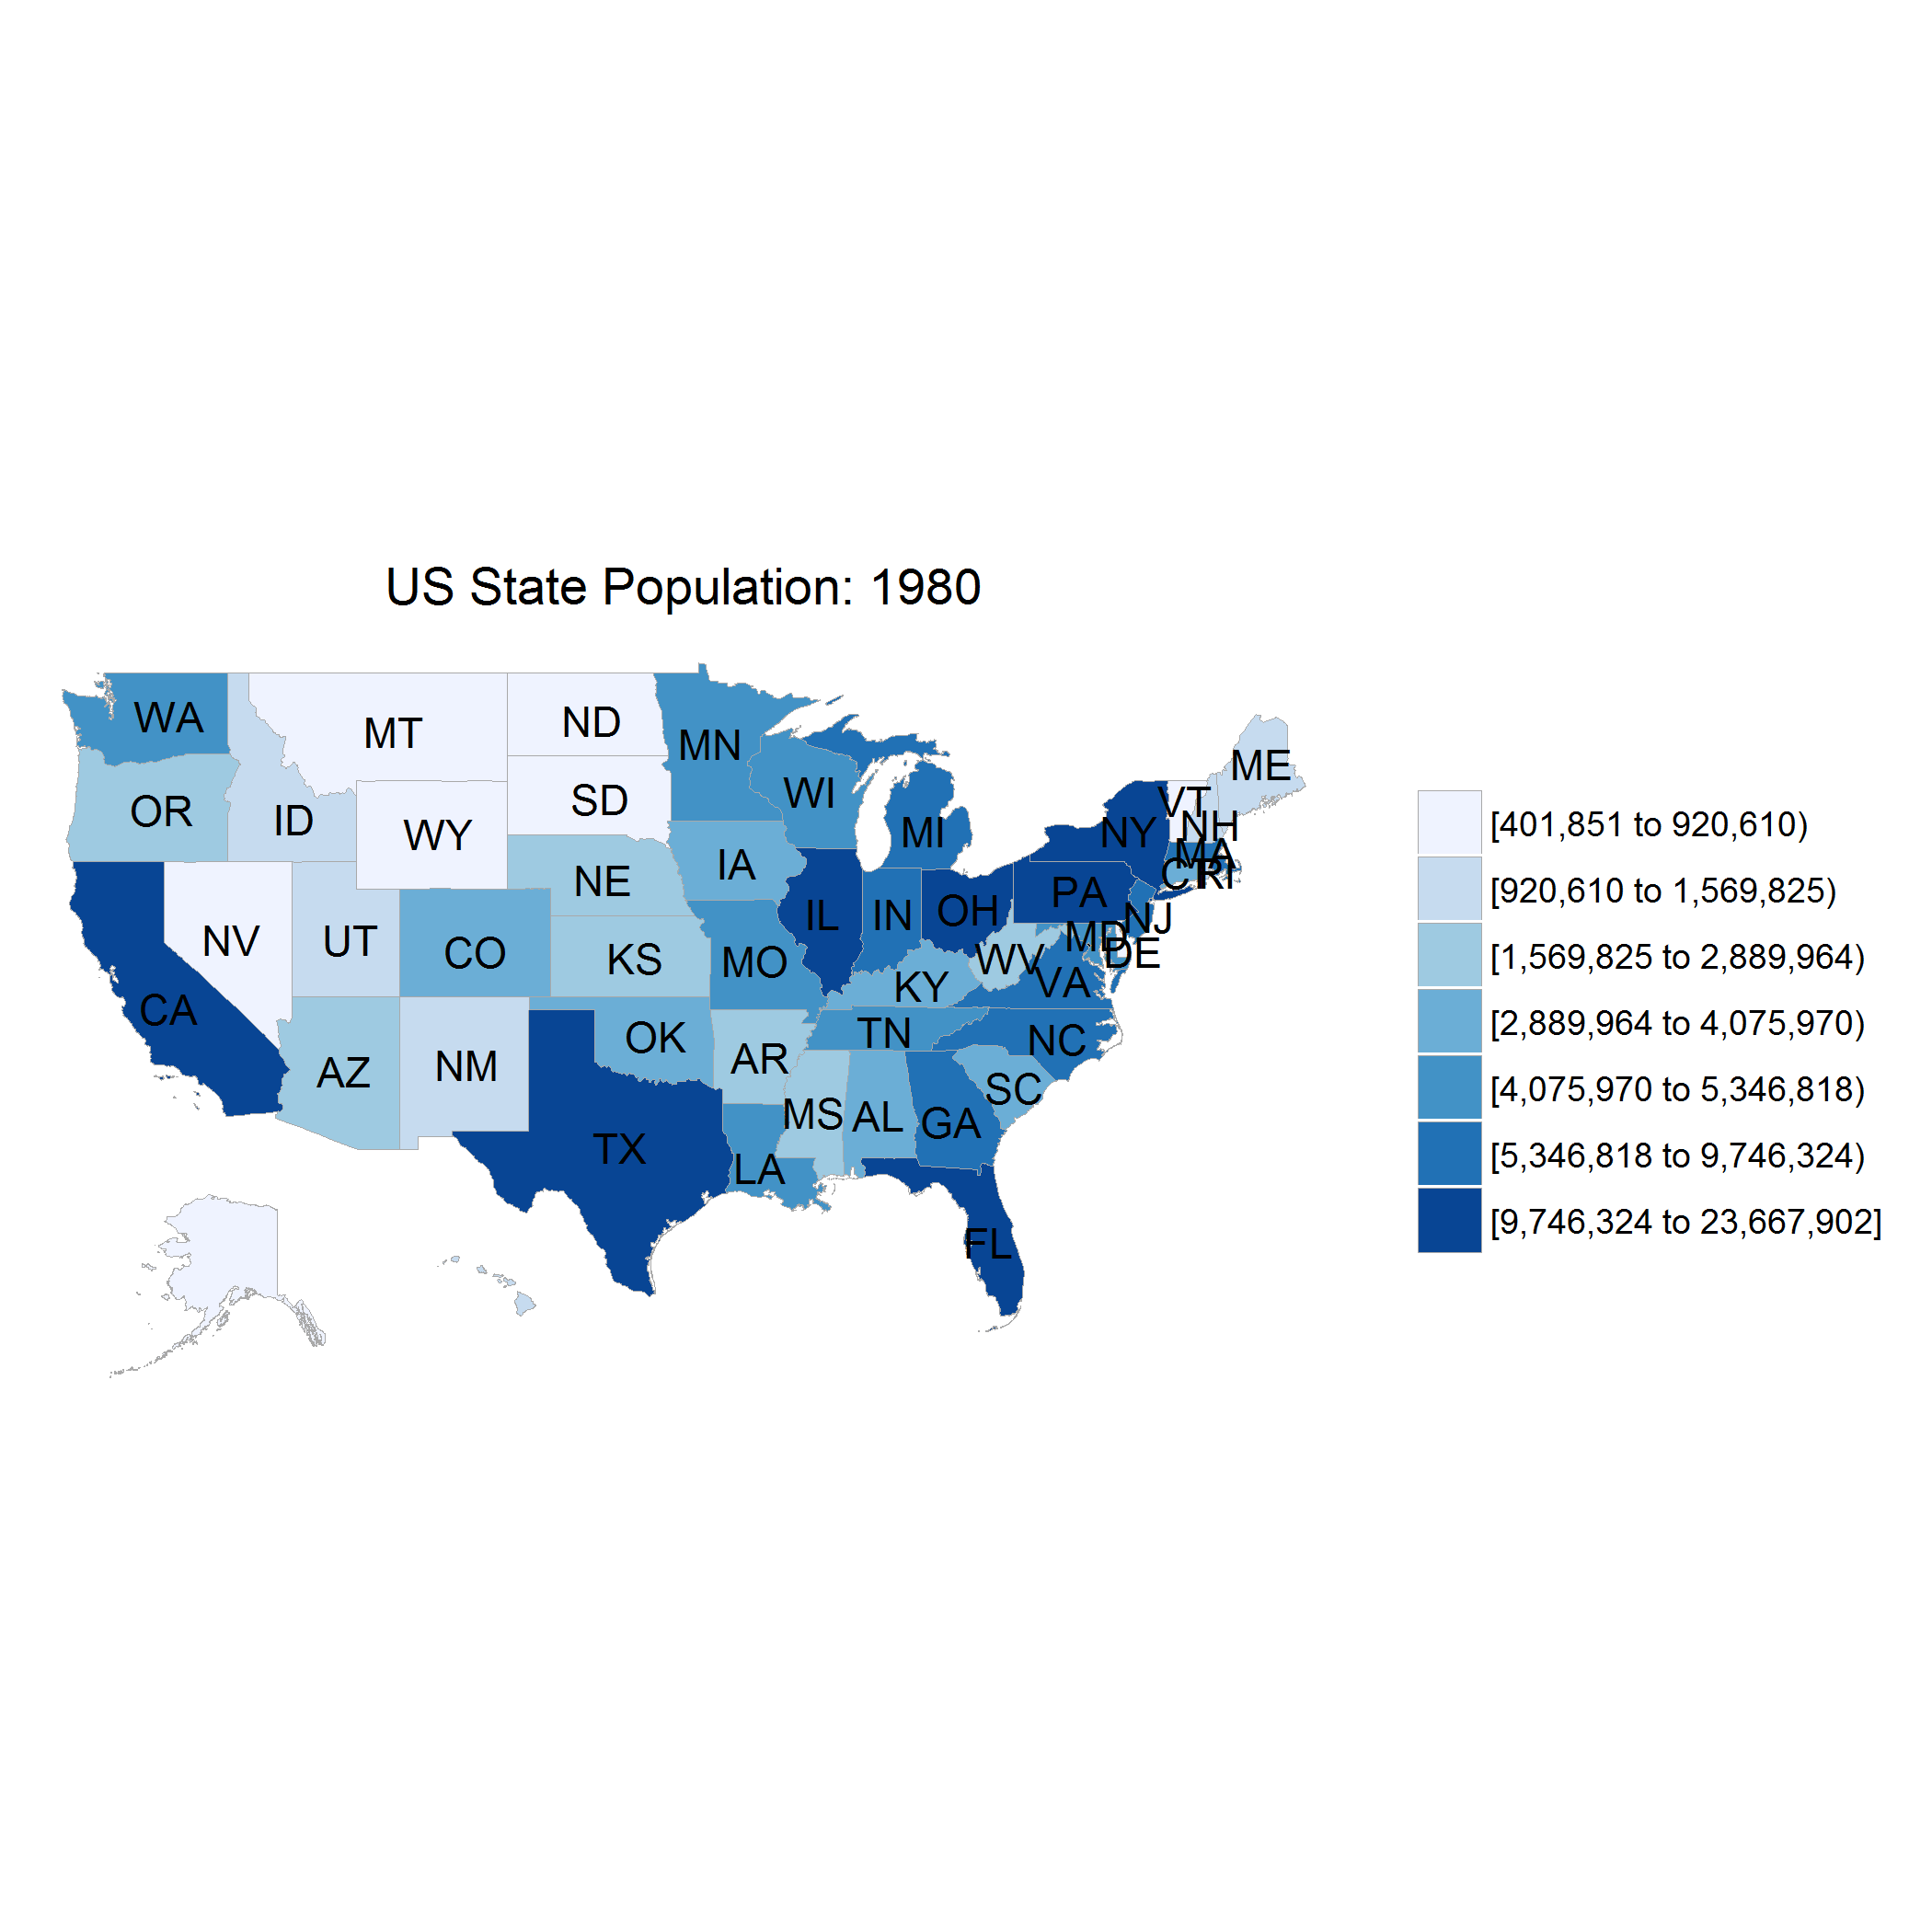 US State Population: 1980
WA
MT
ND
MN
OR
ID
WY
SD
WI
MI
NY
VT
NH
ME
MA
CT
RI
NV
UT
CO
NE
IA
KS
MO
IL
IN
OH
PA
NJ
MD
DE
WV
VA
KY
CA
AZ
NM
OK
AR
TN
NC
SC
TX
LA
MS
AL
GA
FL
[401,851 to 920,610)
[920,610 to 1,569,825)
[1,569,825 to 2,889,964)
[2,889,964 to 4,075,970)
[4,075,970 to 5,346,818)
[5,346,818 to 9,746,324)
[9,746,324 to 23,667,902]